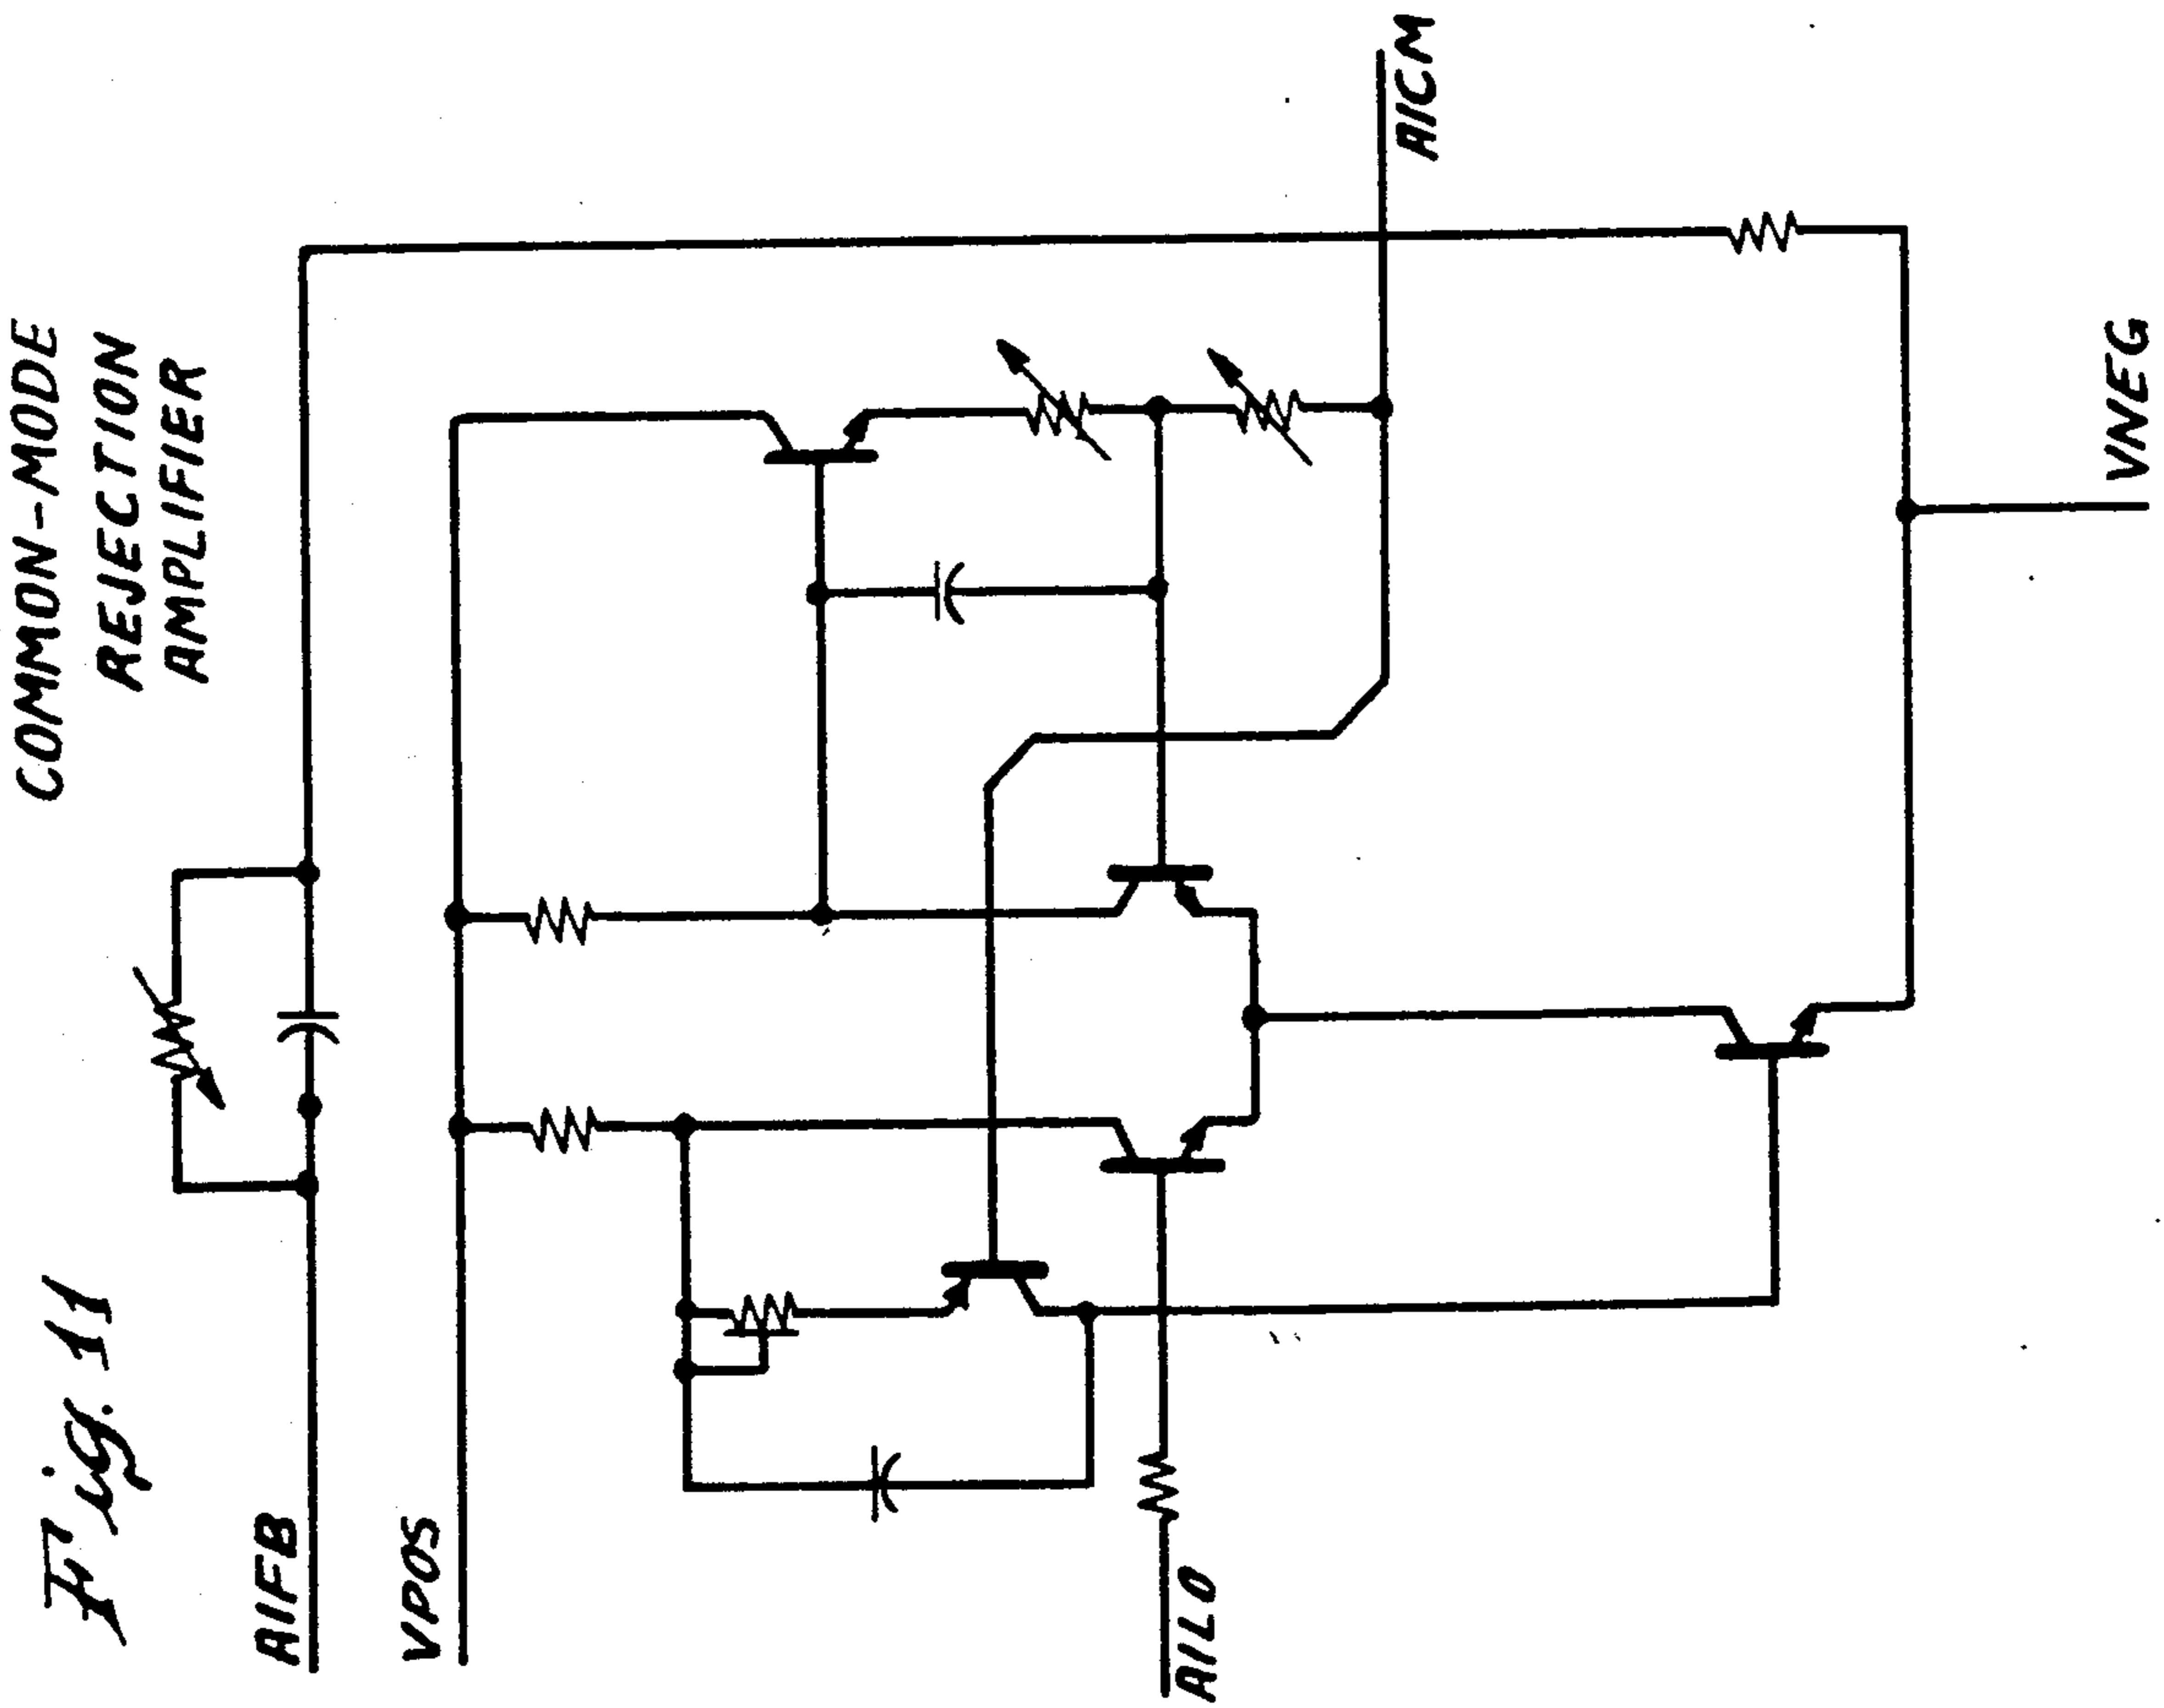 Fig. 11
COMMON-MODE
REJECTION
AMPLIFIER
AIFB
VPOS
AILO
AICM
VNEG